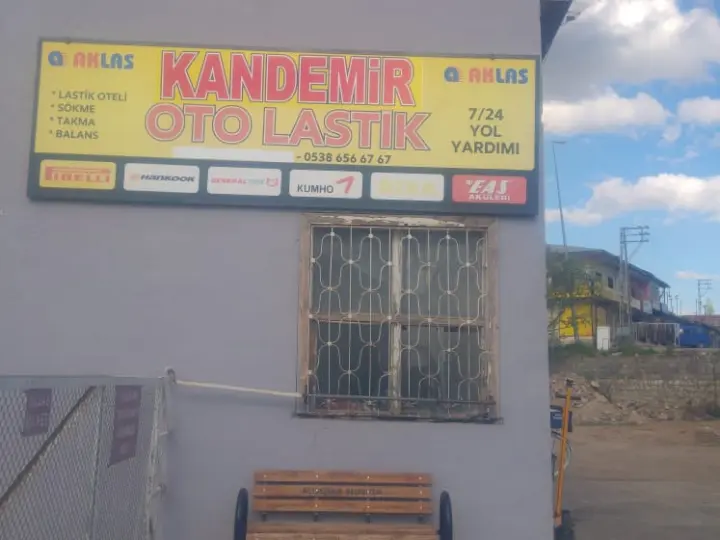 AKLAS
KANDEMİR
AKLAS
OTO LASTİK
* LASTİK OTELİ
* SÖKME
* TAKMA
* BALANS
7/24
YOL
YARDIMI
- 0538 656 67 67
PIRELLI
HANKOOK
GENERAL
KUMHO
EAS
AKÜLERİ